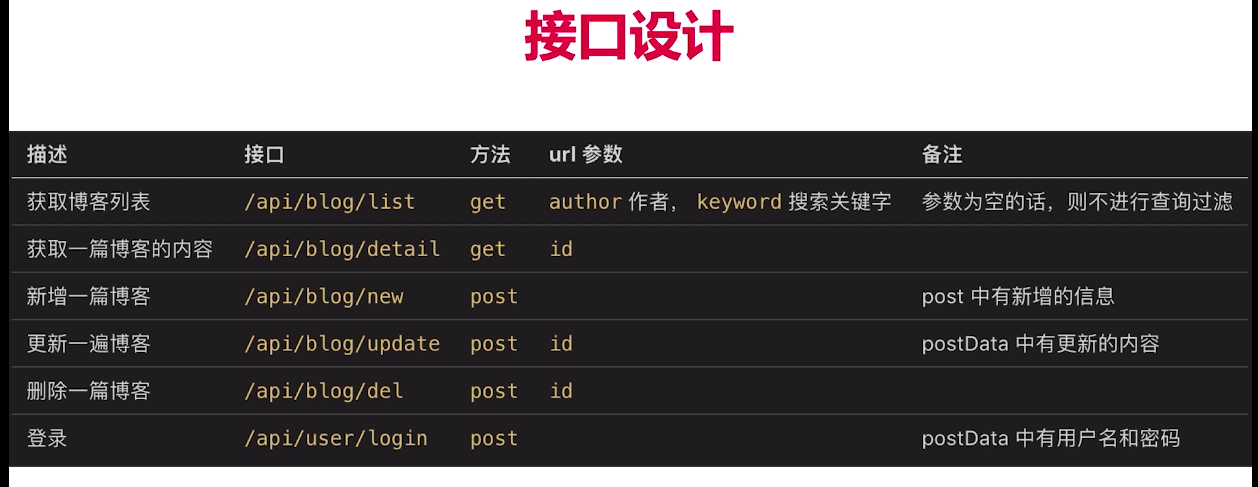 接口设计
描述 接口 方法 url 参数 备注
获取博客列表 /api/blog/list get author 作者， keyword 搜索关键字 参数为空的话，则不进行查询过滤
获取一篇博客的内容 /api/blog/detail get id
新增一篇博客 /api/blog/new post post 中有新增的信息
更新一遍博客 /api/blog/update post id postData 中有更新的内容
删除一篇博客 /api/blog/del post id
登录 /api/user/login post postData 中有用户名和密码